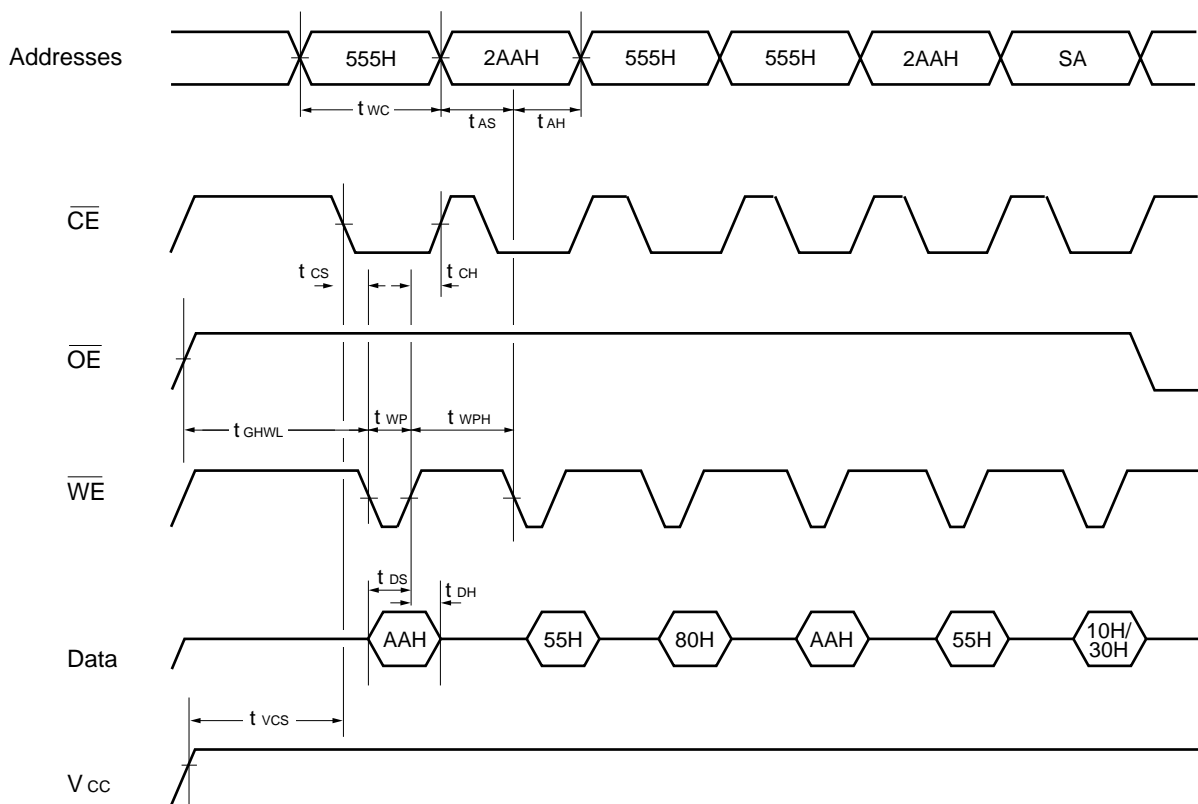 Addresses 555H 2AAH 555H 555H 2AAH SA
t WC t AS t AH
CE
t CS t CH
OE
t GHWL t WP t WPH
WE
t DS t DH
Data AAH 55H 80H AAH 55H 10H/
30H
t VCS
V CC